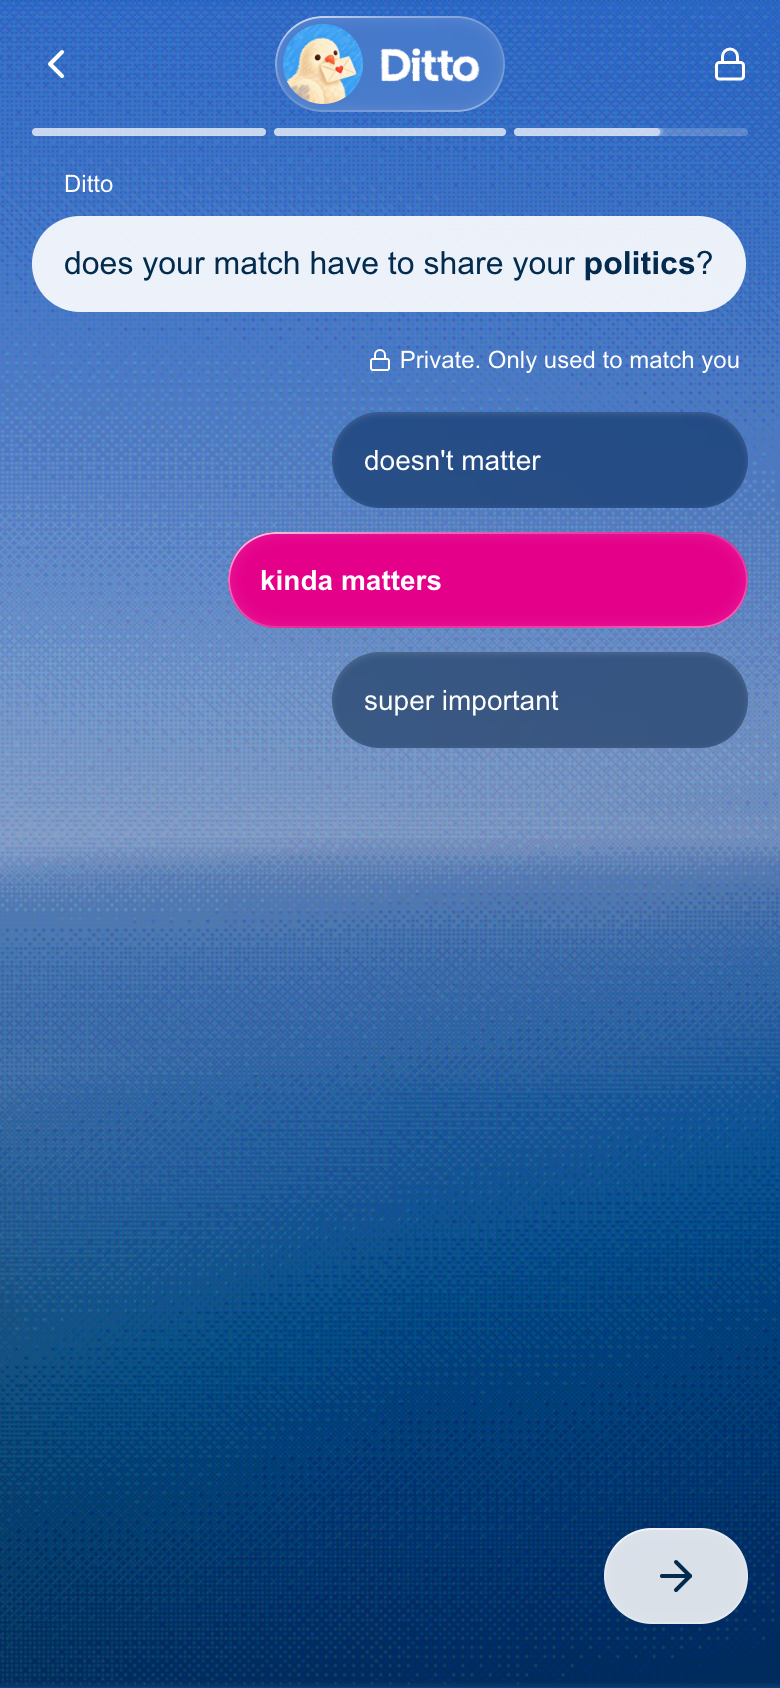 Ditto
Ditto
does your match have to share your politics?
Private. Only used to match you
doesn't matter
kinda matters
super important